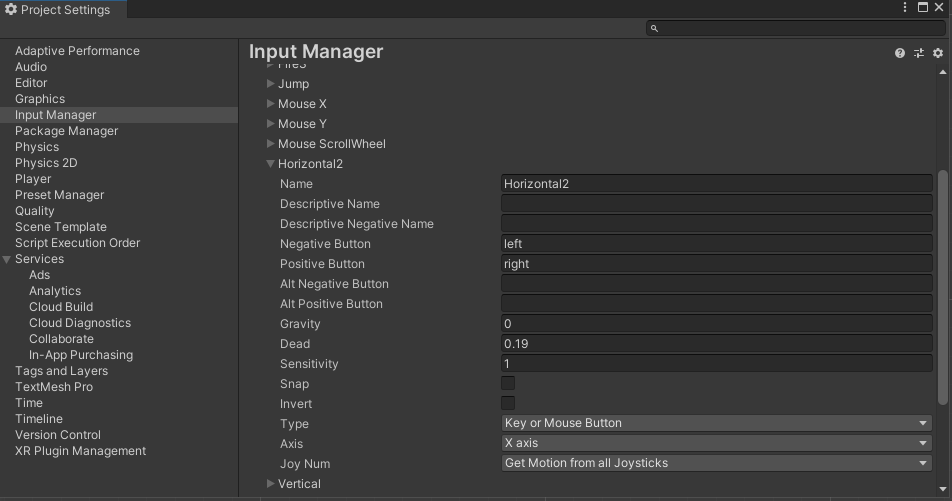 Project Settings
Input Manager
Adaptive Performance
Audio
Editor
Graphics
Input Manager
Package Manager
Physics
Physics 2D
Player
Preset Manager
Quality
Scene Template
Script Execution Order
Services
Ads
Analytics
Cloud Build
Cloud Diagnostics
Collaborate
In-App Purchasing
Tags and Layers
TextMesh Pro
Time
Timeline
Version Control
XR Plugin Management
Fire3
Jump
Mouse X
Mouse Y
Mouse ScrollWheel
Horizontal2
Name Horizontal2
Descriptive Name
Descriptive Negative Name
Negative Button left
Positive Button right
Alt Negative Button
Alt Positive Button
Gravity 0
Dead 0.19
Sensitivity 1
Snap
Invert
Type Key or Mouse Button
Axis X axis
Joy Num Get Motion from all Joysticks
Vertical